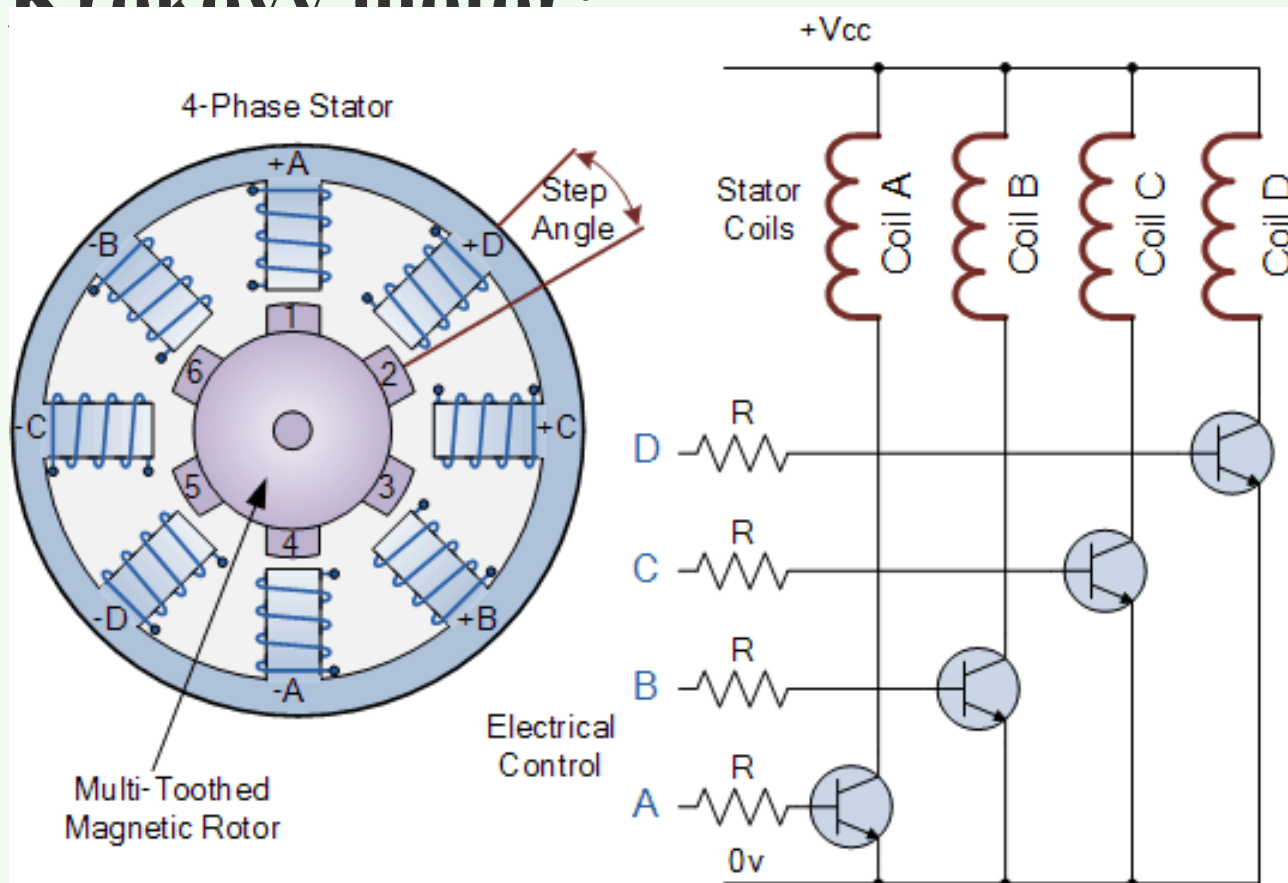 +Vcc
4-Phase Stator
+A
-B
+D
Step
Angle
Stator
Coils
Coil A
Coil B
Coil C
Coil D
1
6
2
-C
+C
5
3
4
-D
+B
-A
D
R
C
R
B
R
A
R
0v
Electrical
Control
Multi-Toothed
Magnetic Rotor